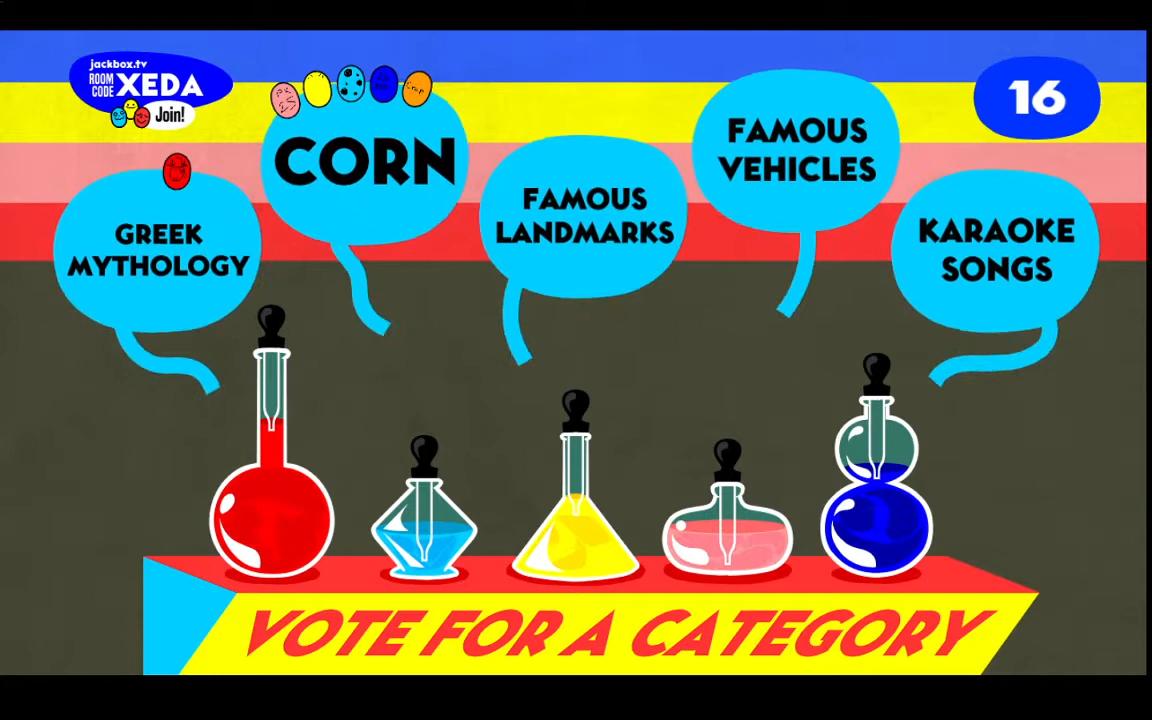 jackbox.tv
ROOM
CODE
XEDA
Join!
16
GREEK
MYTHOLOGY
CORN
FAMOUS
LANDMARKS
FAMOUS
VEHICLES
KARAOKE
SONGS
VOTE FOR A CATEGORY